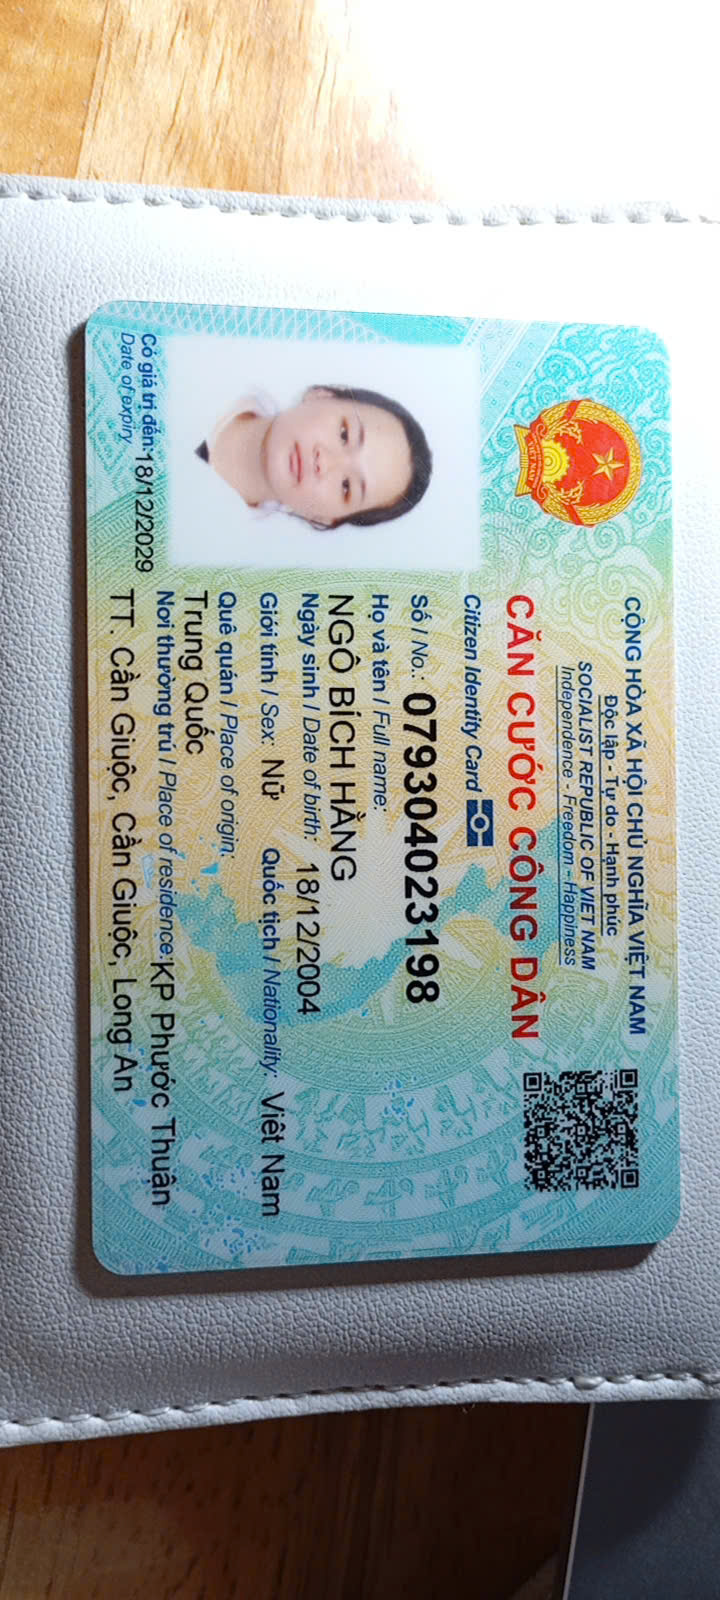 CỘNG HÒA XÃ HỘI CHỦ NGHĨA VIỆT NAM
Độc lập - Tự do - Hạnh phúc
SOCIALIST REPUBLIC OF VIET NAM
Independence - Freedom - Happiness
CĂN CƯỚC CÔNG DÂN
Citizen Identity Card
VIỆT NAM
Số / No.: 079304023198
Họ và tên / Full name:
NGÔ BÍCH HẰNG
Ngày sinh / Date of birth: 18/12/2004
Giới tính / Sex: Nữ Quốc tịch / Nationality: Việt Nam
Quê quán / Place of origin:
Trung Quốc
Nơi thường trú / Place of residence: KP Phước Thuận
TT. Cần Giuộc, Cần Giuộc, Long An
Có giá trị đến: 18/12/2029
Date of expiry